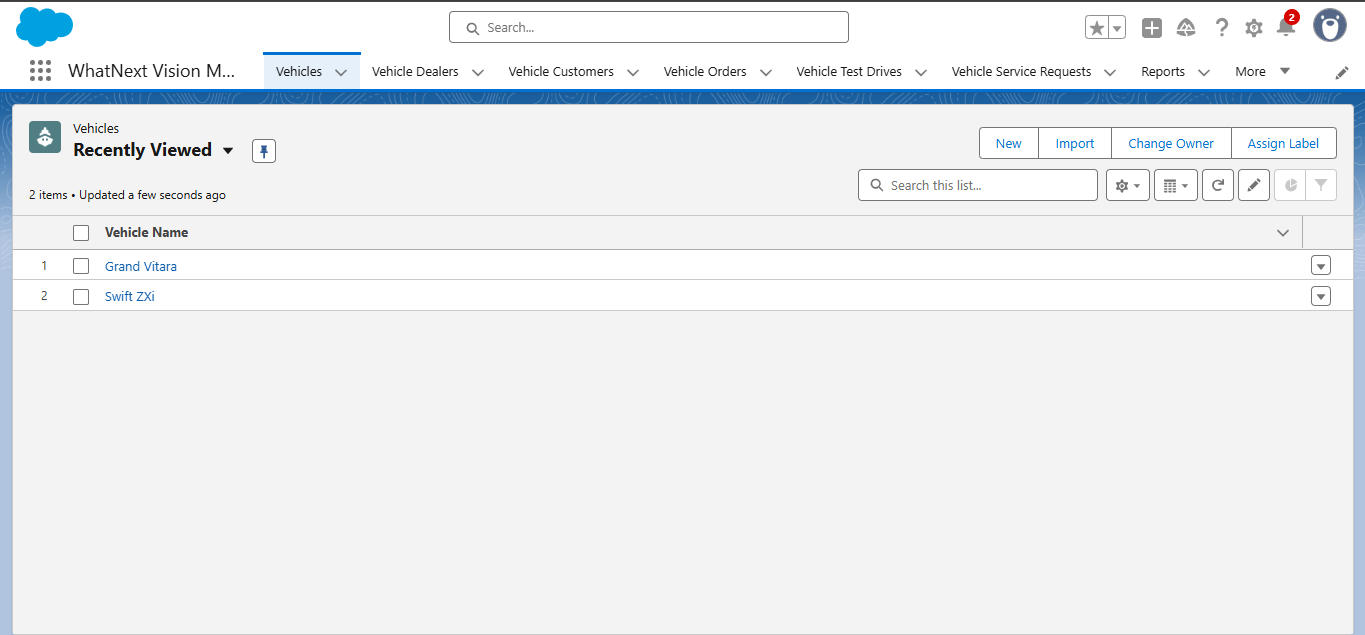 Search...
2
WhatNext Vision M...
Vehicles
Vehicle Dealers
Vehicle Customers
Vehicle Orders
Vehicle Test Drives
Vehicle Service Requests
Reports
More
Vehicles
Recently Viewed
New
Import
Change Owner
Assign Label
2 items • Updated a few seconds ago
Search this list...
Vehicle Name
1 Grand Vitara
2 Swift ZXi